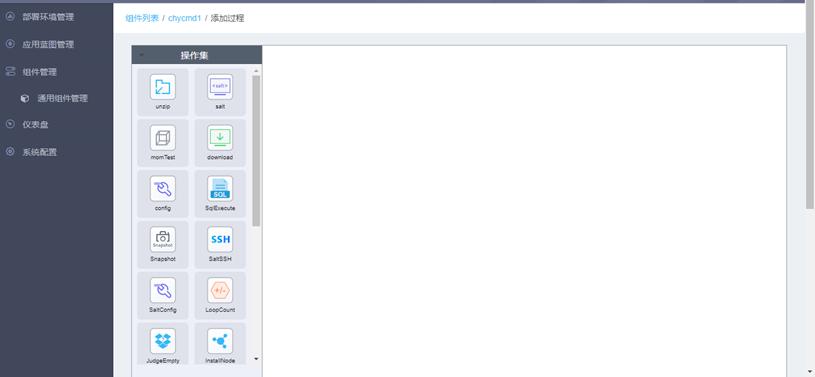 部署环境管理
应用蓝图管理
组件管理
通用组件管理
仪表盘
系统配置
组件列表 / chycmd1 / 添加过程
操作集
unzip
<salt>
salt
momTest
download
config
SQL
SqlExecute
Snapshot
Snapshot
SSH
SaltSSH
SaltConfig
+/-
LoopCount
JudgeEmpty
InstallNode